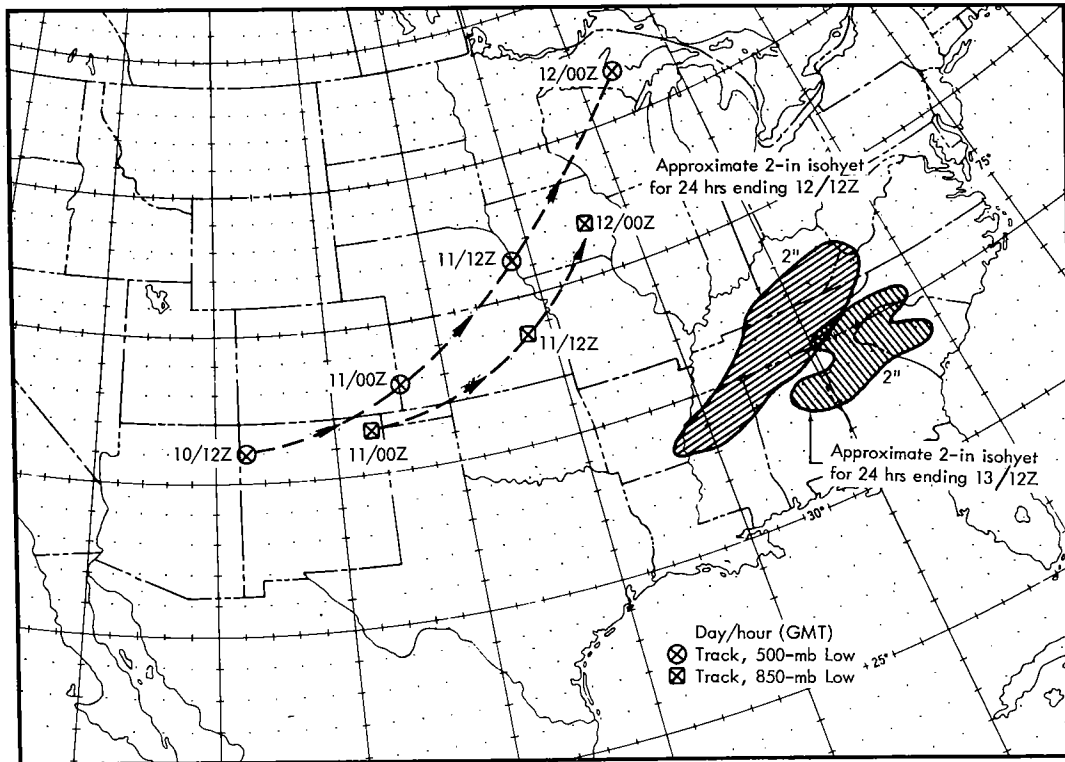 12/00Z
75°
Approximate 2-in isohyet
for 24 hrs ending 12/12Z
12/00Z
11/12Z
2"
11/12Z
11/00Z
2"
10/12Z
11/00Z
Approximate 2-in isohyet
for 24 hrs ending 13/12Z
30°
Day/hour (GMT)
Track, 500-mb Low
Track, 850-mb Low
25°